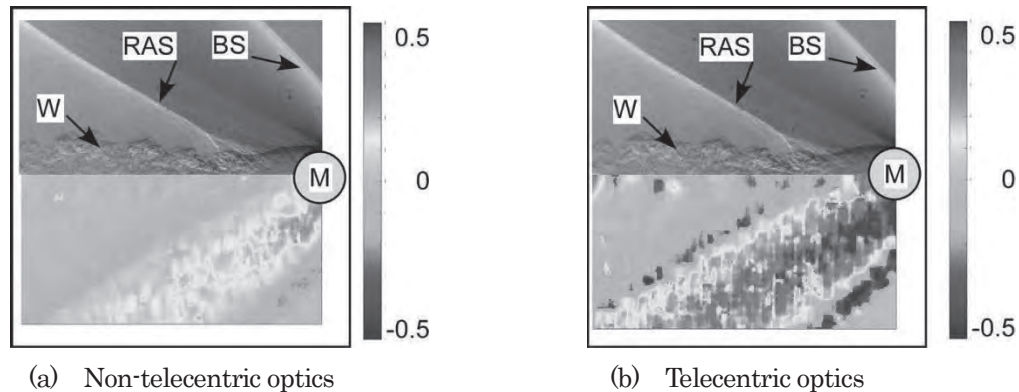 RAS
BS
W
M
0.5
0
-0.5
RAS
BS
W
M
0.5
0
-0.5
(a) Non-telecentric optics
(b) Telecentric optics